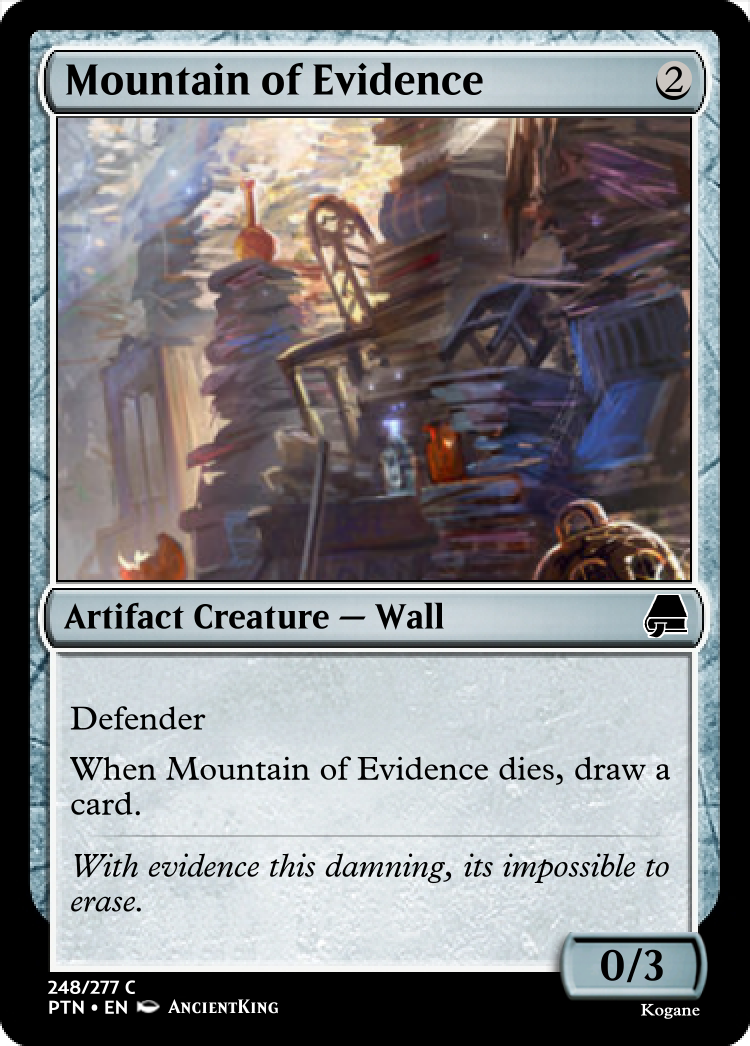 Mountain of Evidence 2
Artifact Creature — Wall
Defender
When Mountain of Evidence dies, draw a
card.
With evidence this damning, its impossible to
erase.
0/3
248/277 C
PTN • EN AncientKing
Kogane